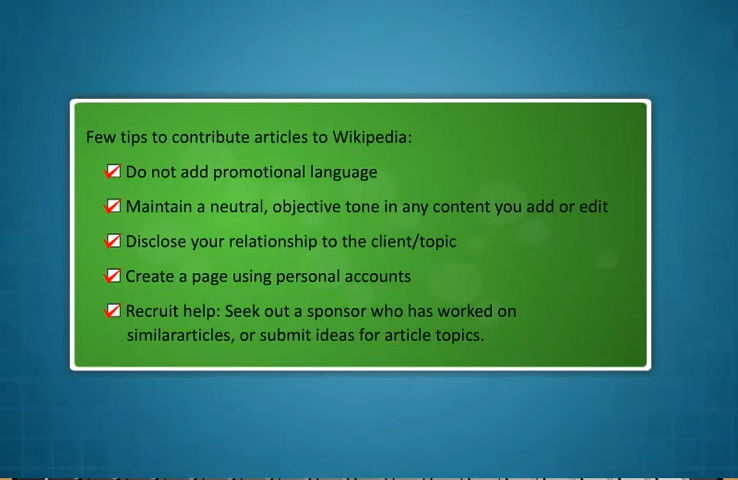 Few tips to contribute articles to Wikipedia:
Do not add promotional language
Maintain a neutral, objective tone in any content you add or edit
Disclose your relationship to the client/topic
Create a page using personal accounts
Recruit help: Seek out a sponsor who has worked on
similararticles, or submit ideas for article topics.